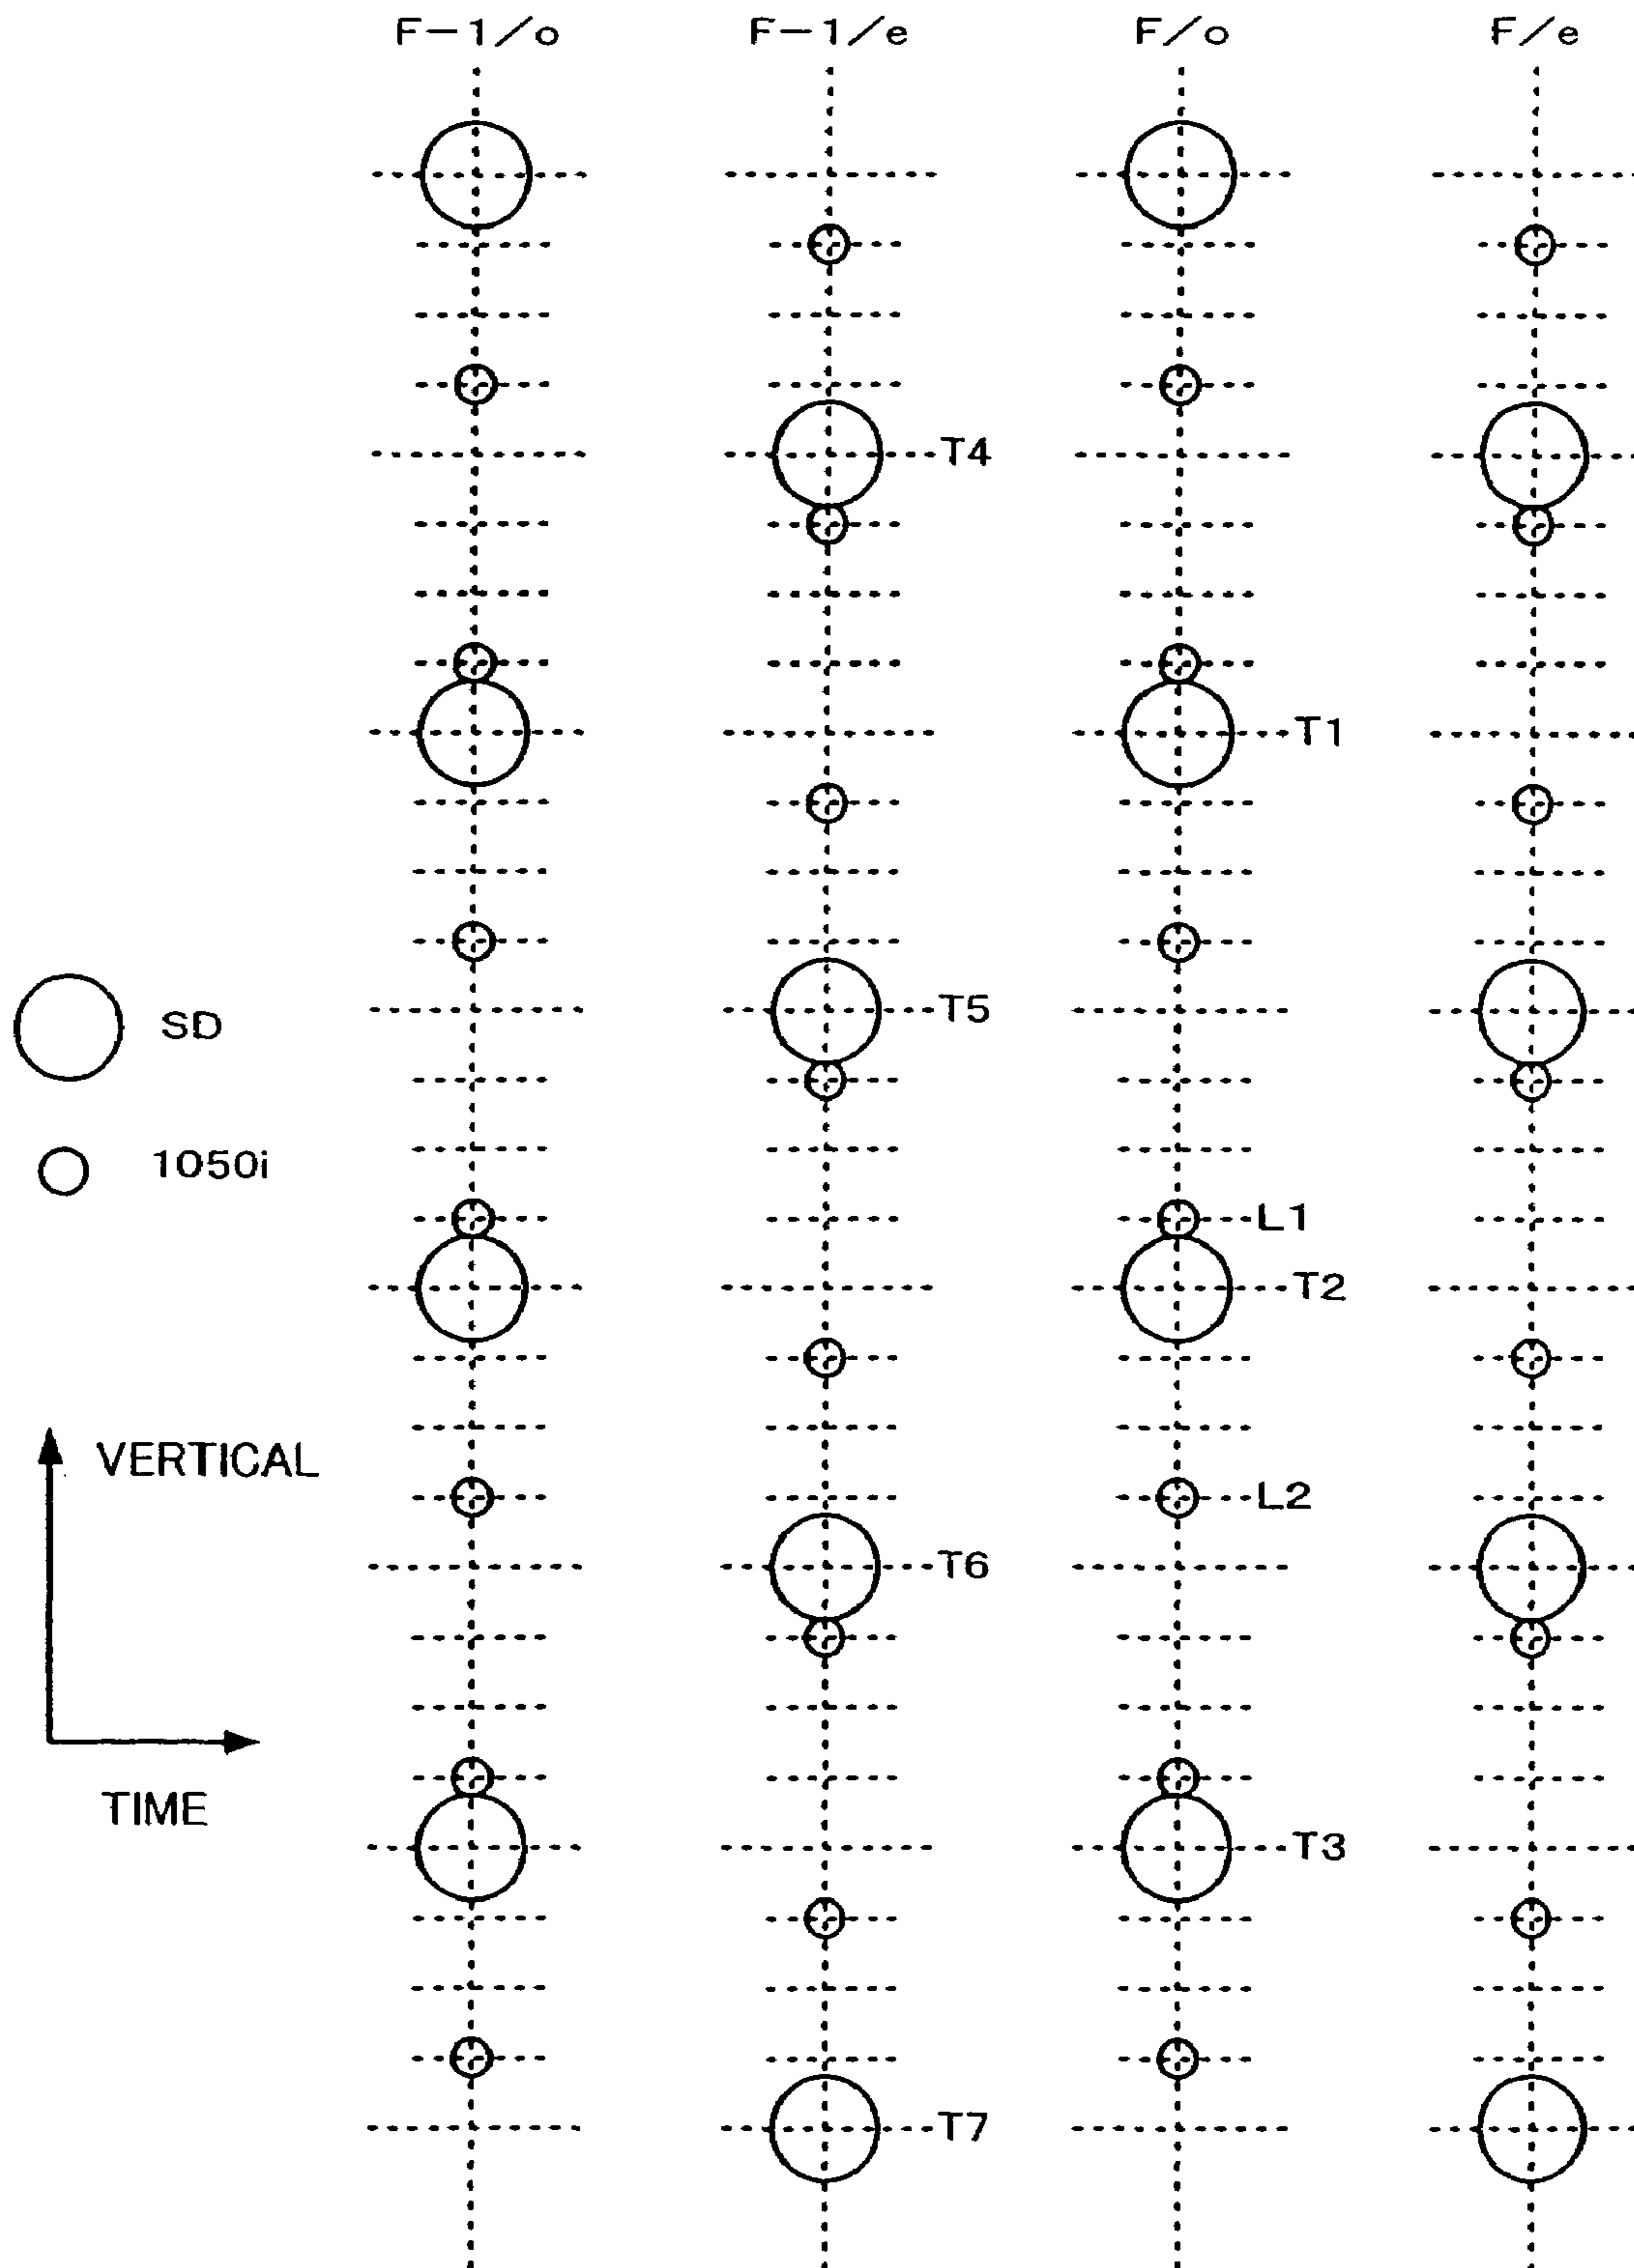 F-1/o F-1/e F/o F/e
T4
T1
T5
SD
1050i
L1
T2
VERTICAL
L2
T6
TIME
T3
T7